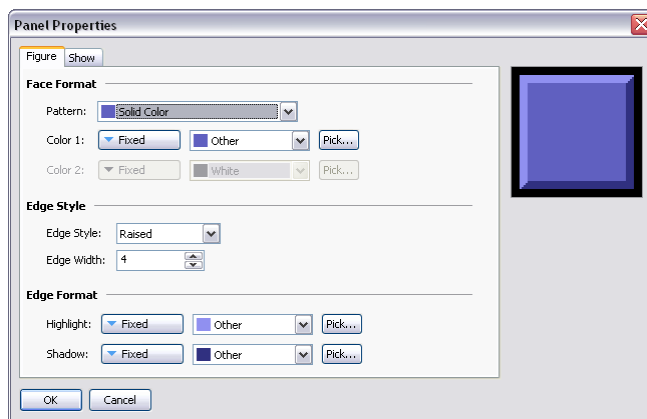 Panel Properties
Figure Show
Face Format
Pattern: Solid Color
Color 1: Fixed Other Pick...
Color 2: Fixed White Pick...
Edge Style
Edge Style: Raised
Edge Width: 4
Edge Format
Highlight: Fixed Other Pick...
Shadow: Fixed Other Pick...
OK Cancel